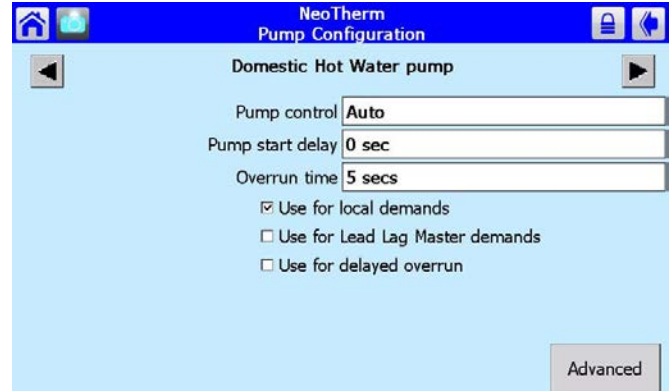 NeoTherm
Pump Configuration
Domestic Hot Water pump
Pump control Auto
Pump start delay 0 sec
Overrun time 5 secs
Use for local demands
Use for Lead Lag Master demands
Use for delayed overrun
Advanced